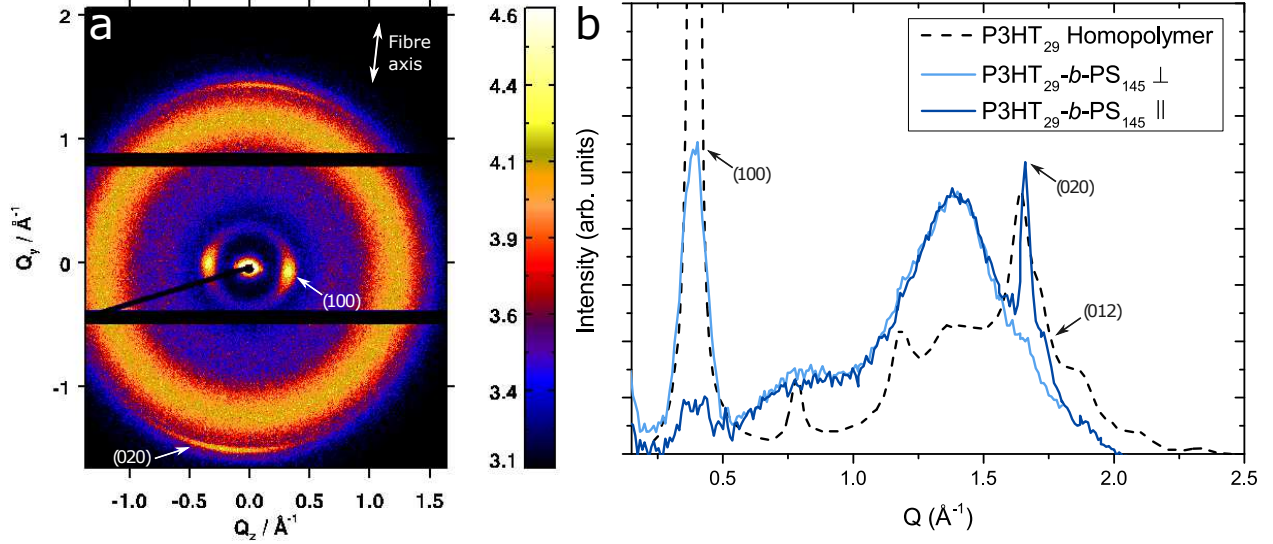 a
Fibre
axis
(100)
(020)
2
1
0
-1
Q_y / Å⁻¹
-1.0 -0.5 0.0 0.5 1.0 1.5
Q_z / Å⁻¹
4.6
4.4
4.1
3.9
3.6
3.4
3.1
b
P3HT₂₉ Homopolymer
P3HT₂₉-b-PS₁₄₅ ⊥
P3HT₂₉-b-PS₁₄₅ ||
(100)
(020)
(012)
Intensity (arb. units)
0.5 1.0 1.5 2.0 2.5
Q (Å⁻¹)